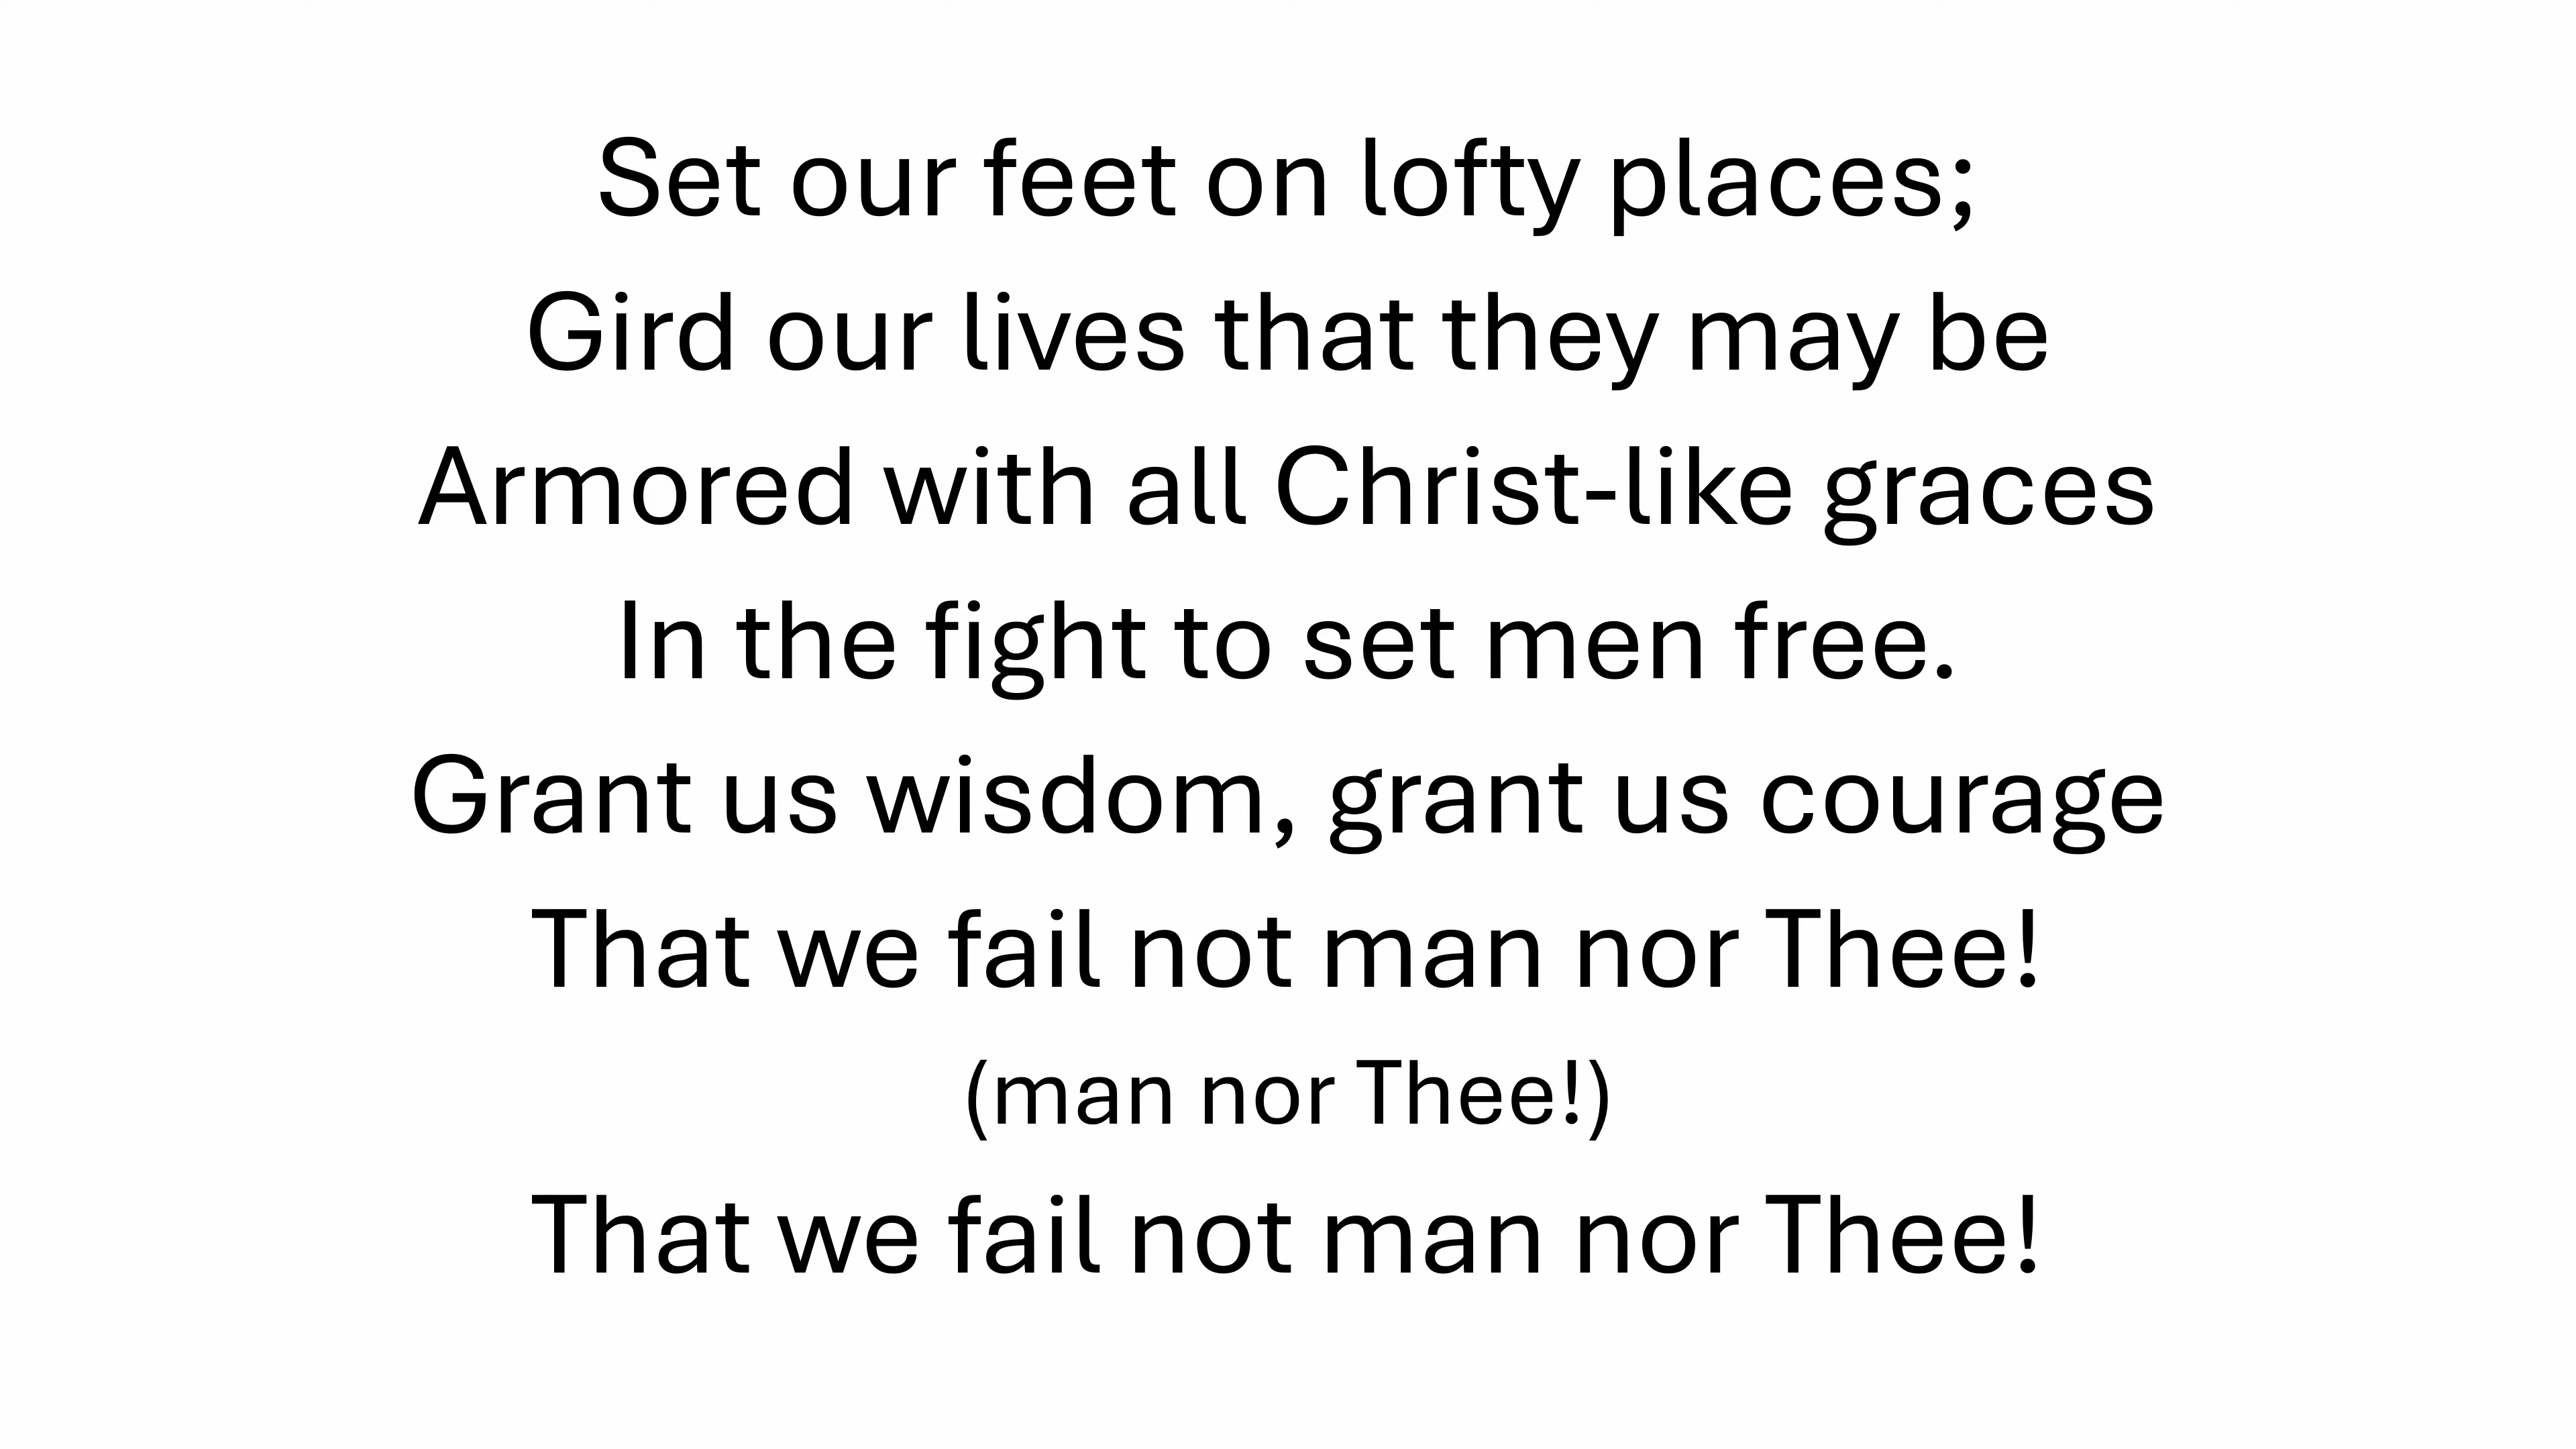 Set our feet on lofty places;
Gird our lives that they may be
Armored with all Christ-like graces
In the fight to set men free.
Grant us wisdom, grant us courage
That we fail not man nor Thee!
(man nor Thee!)
That we fail not man nor Thee!